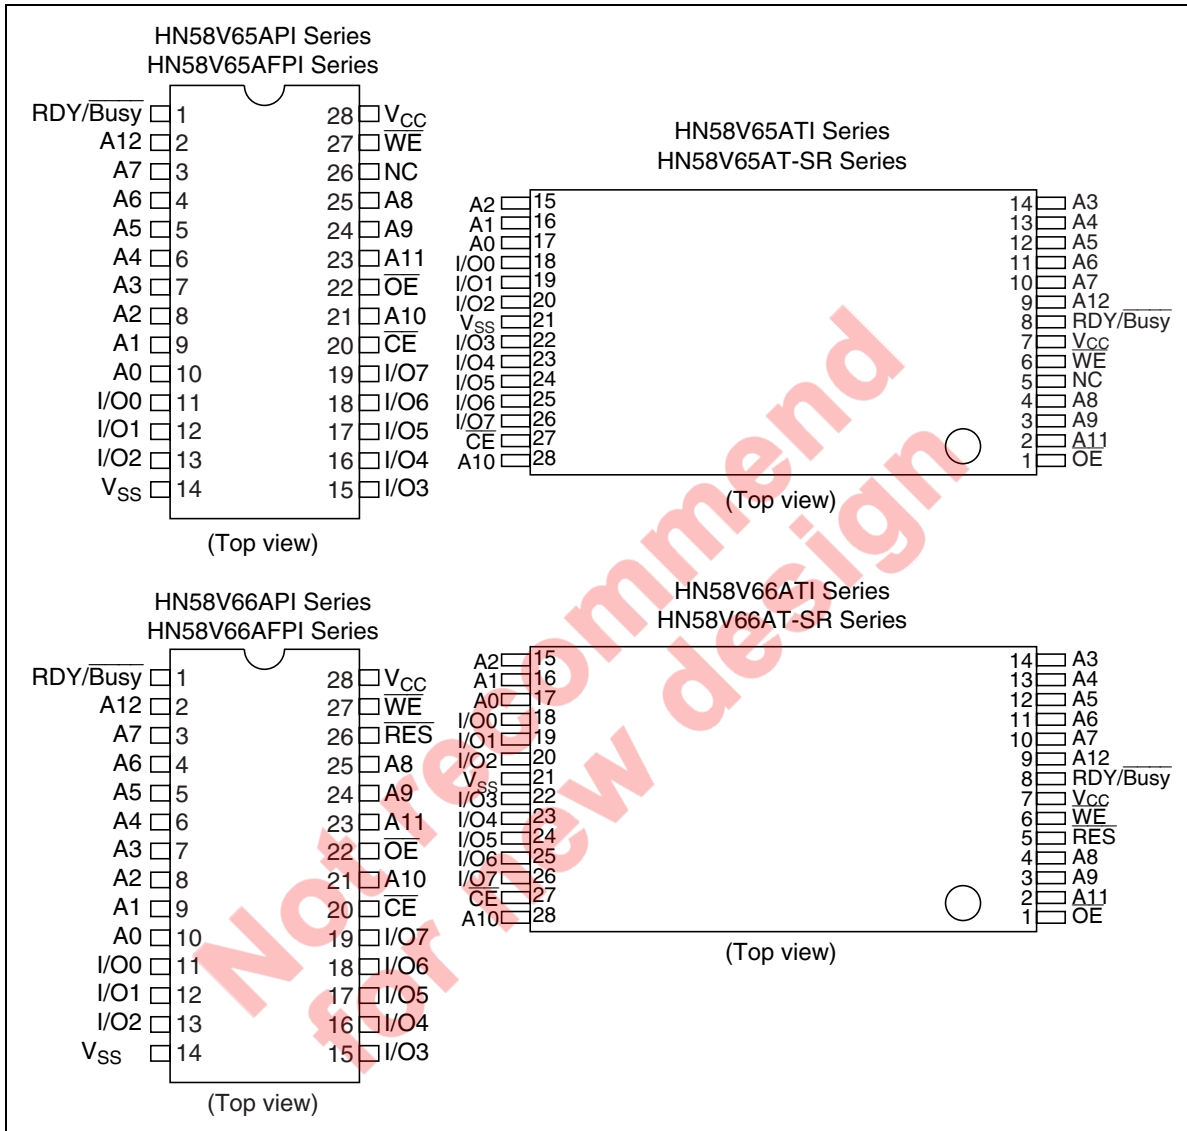 HN58V65API Series
HN58V65AFPI Series
RDY/Busy 1 28 VCC
A12 2 27 WE
A7 3 26 NC
A6 4 25 A8
A5 5 24 A9
A4 6 23 A11
A3 7 22 OE
A2 8 21 A10
A1 9 20 CE
A0 10 19 I/O7
I/O0 11 18 I/O6
I/O1 12 17 I/O5
I/O2 13 16 I/O4
VSS 14 15 I/O3
(Top view)
HN58V65ATI Series
HN58V65AT-SR Series
A2 15 14 A3
A1 16 13 A4
A0 17 12 A5
I/O0 18 11 A6
I/O1 19 10 A7
I/O2 20 9 A12
VSS 21 8 RDY/Busy
I/O3 22 7 VCC
I/O4 23 6 WE
I/O5 24 5 NC
I/O6 25 4 A8
I/O7 26 3 A9
CE 27 2 A11
A10 28 1 OE
(Top view)
HN58V66API Series
HN58V66AFPI Series
RDY/Busy 1 28 VCC
A12 2 27 WE
A7 3 26 RES
A6 4 25 A8
A5 5 24 A9
A4 6 23 A11
A3 7 22 OE
A2 8 21 A10
A1 9 20 CE
A0 10 19 I/O7
I/O0 11 18 I/O6
I/O1 12 17 I/O5
I/O2 13 16 I/O4
VSS 14 15 I/O3
(Top view)
HN58V66ATI Series
HN58V66AT-SR Series
A2 15 14 A3
A1 16 13 A4
A0 17 12 A5
I/O0 18 11 A6
I/O1 19 10 A7
I/O2 20 9 A12
VSS 21 8 RDY/Busy
I/O3 22 7 VCC
I/O4 23 6 WE
I/O5 24 5 RES
I/O6 25 4 A8
I/O7 26 3 A9
CE 27 2 A11
A10 28 1 OE
(Top view)
Not recommend
for new design